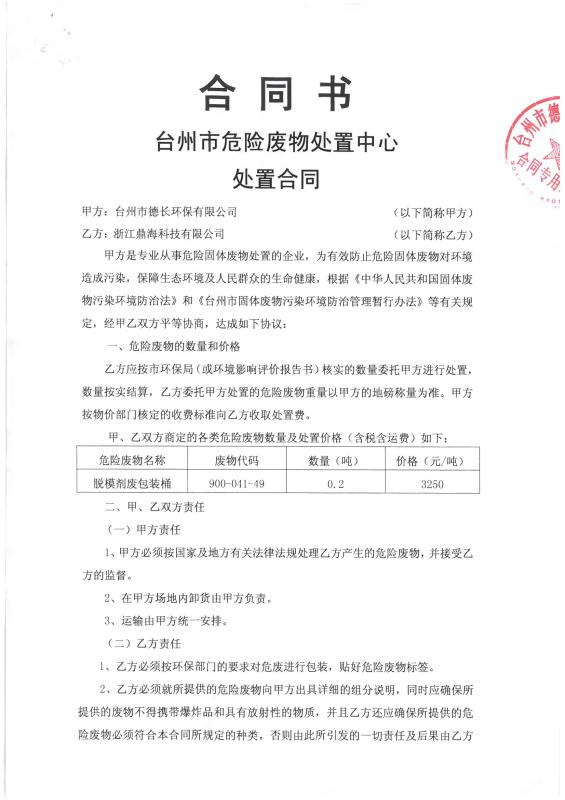 合同书
台州市危险废物处置中心
处置合同
甲方：台州市德长环保有限公司 （以下简称甲方）
乙方：浙江鼎海科技有限公司 （以下简称乙方）
甲方是专业从事危险固体废物处置的企业，为有效防止危险固体废物对环境
造成污染，保障生态环境及人民群众的生命健康，根据《中华人民共和国固体废
物污染环境防治法》和《台州市固体废物污染环境防治管理暂行办法》等有关规
定，经甲乙双方平等协商，达成如下协议：
一、危险废物的数量和价格
乙方应按市环保局（或环境影响评价报告书）核实的数量委托甲方进行处置，
数量按实结算，乙方委托甲方处置的危险废物重量以甲方的地磅称量为准。甲方
按物价部门核定的收费标准向乙方收取处置费。
甲、乙双方商定的各类危险废物数量及处置价格（含税含运费）如下：
危险废物名称 废物代码 数量（吨） 价格（元/吨）
脱模剂废包装桶 900-041-49 0.2 3250
二、甲、乙双方责任
（一）甲方责任
1、甲方必须按国家及地方有关法律法规处理乙方产生的危险废物，并接受乙
方的监督。
2、在甲方场地内卸货由甲方负责。
3、运输由甲方统一安排。
（二）乙方责任
1、乙方必须按环保部门的要求对危废进行包装，贴好危险废物标签。
2、乙方必须就所提供的危险废物向甲方出具详细的组分说明，同时应确保所
提供的废物不得携带爆炸品和具有放射性的物质，并且乙方还应确保所提供的危
险废物必须符合本合同所规定的种类，否则由此所引发的一切责任及后果由乙方
台州市德
合同专用